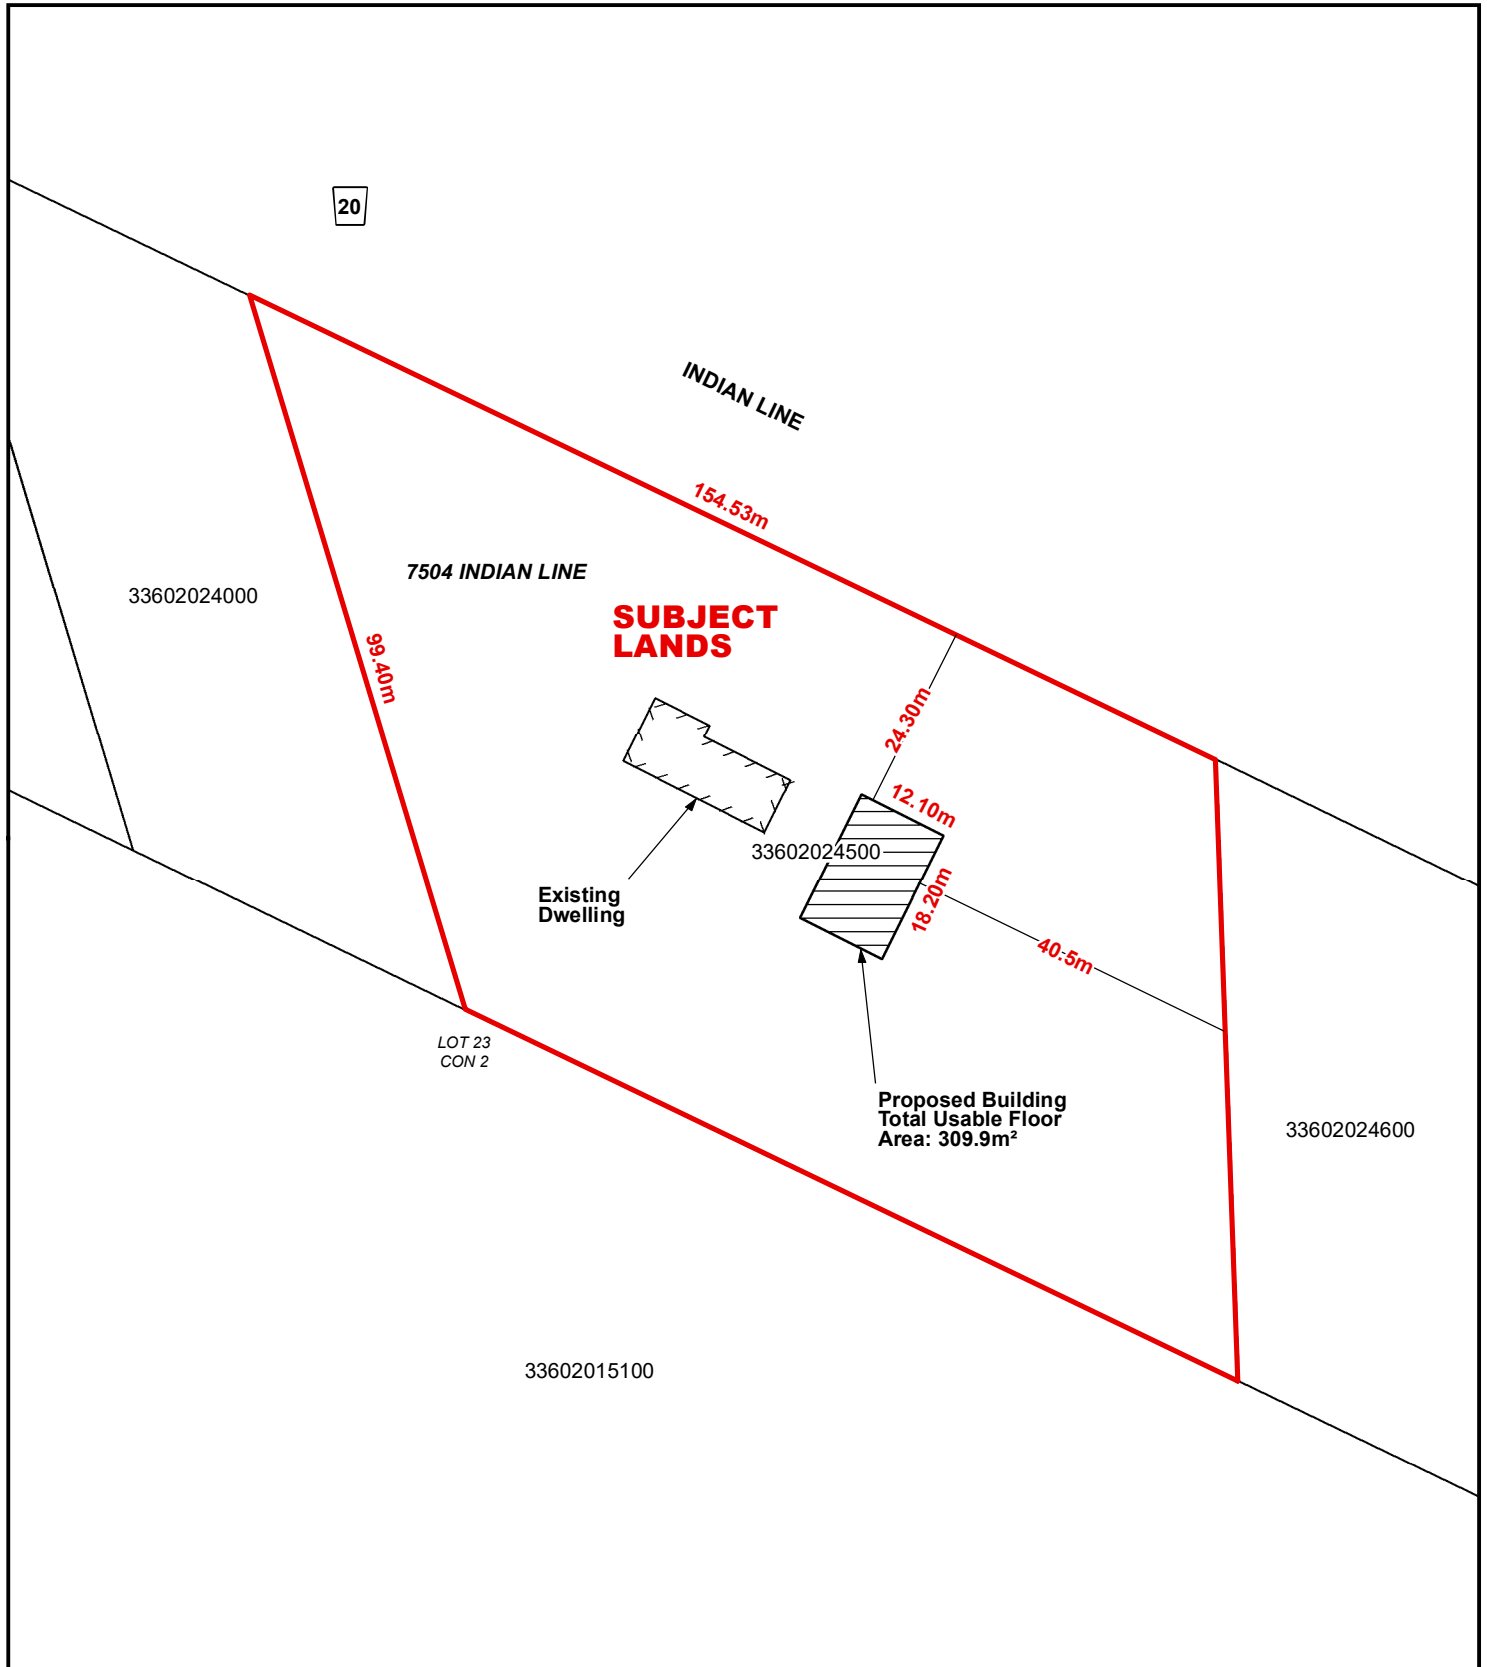 20
INDIAN LINE
154.53m
7504 INDIAN LINE
33602024000
SUBJECT
LANDS
99.40m
24.30m
12.10m
33602024500
18.20m
Existing
Dwelling
40.5m
LOT 23
CON 2
Proposed Building
Total Usable Floor
Area: 309.9m²
33602024600
33602015100